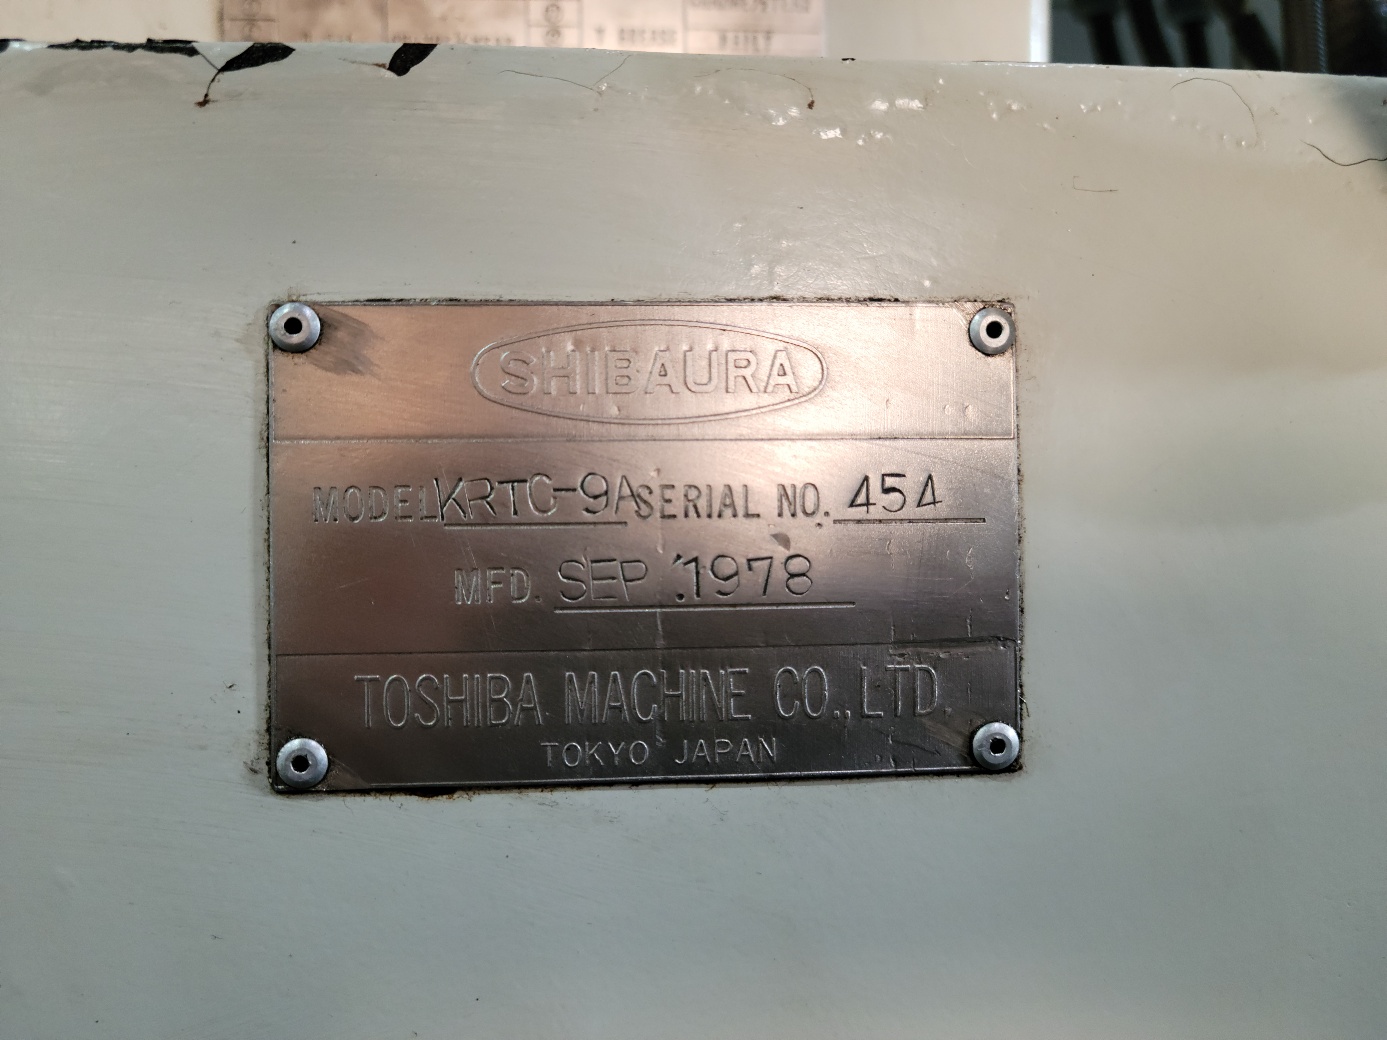 SHIBAURA
MODEL KRTC-9A SERIAL NO. 454
MFD. SEP.1978
TOSHIBA MACHINE CO., LTD.
TOKYO JAPAN